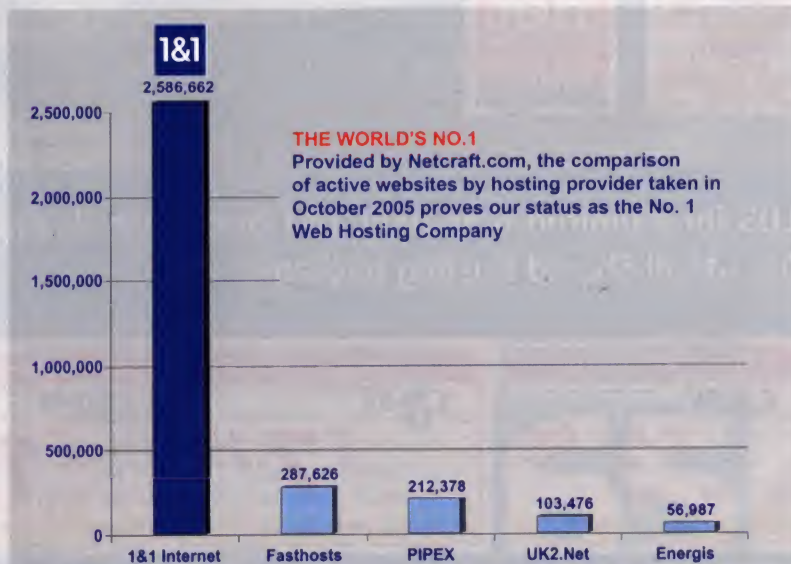 1&1
2,586,662
2,500,000
THE WORLD'S NO.1
Provided by Netcraft.com, the comparison
of active websites by hosting provider taken in
October 2005 proves our status as the No. 1
Web Hosting Company
2,000,000
1,500,000
1,000,000
500,000
0
287,626
212,378
103,476
56,987
1&1 Internet
Fasthosts
PIPEX
UK2.Net
Energis